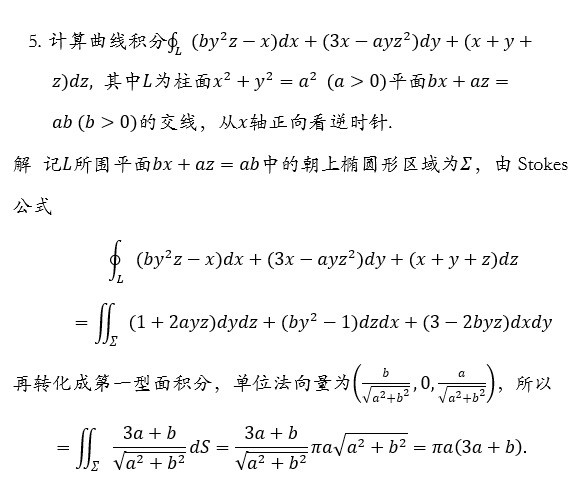 5. 计算曲线积分∮_L (by²z − x)dx + (3x − ayz²)dy + (x + y +
z)dz, 其中L为柱面x² + y² = a² (a > 0)平面bx + az =
ab (b > 0)的交线，从x轴正向看逆时针.
解 记L所围平面bx + az = ab中的朝上椭圆形区域为Σ，由 Stokes
公式
∮_L (by²z − x)dx + (3x − ayz²)dy + (x + y + z)dz
= ∬_Σ (1 + 2ayz)dydz + (by² − 1)dzdx + (3 − 2byz)dxdy
再转化成第一型面积分，单位法向量为(b/√(a²+b²), 0, a/√(a²+b²))，所以
= ∬_Σ (3a + b)/√(a² + b²) dS = (3a + b)/√(a² + b²) πa√(a² + b²) = πa(3a + b).